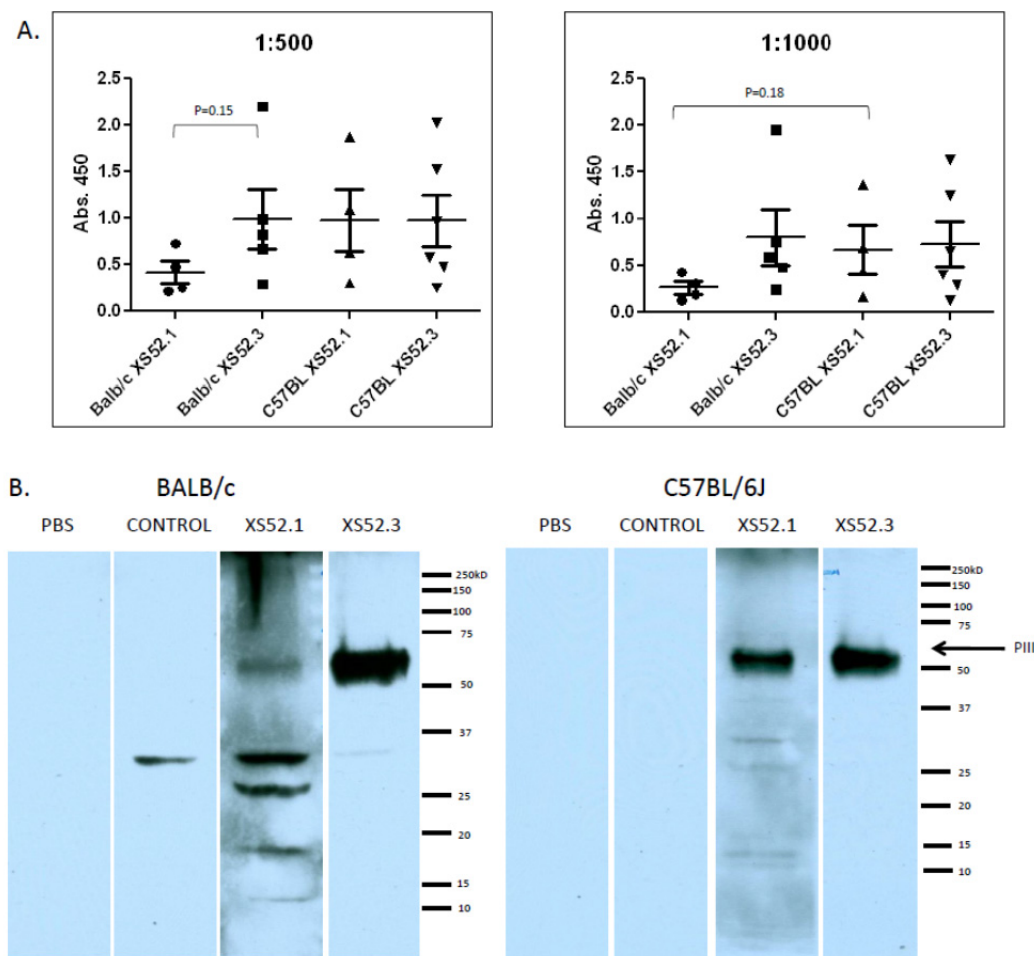 A.
1:500
2.5
2.0
1.5
1.0
0.5
0.0
Abs. 450
P=0.15
Balb/c XS52.1
Balb/c XS52.3
C57BL XS52.1
C57BL XS52.3
1:1000
2.5
2.0
1.5
1.0
0.5
0.0
Abs. 450
P=0.18
Balb/c XS52.1
Balb/c XS52.3
C57BL XS52.1
C57BL XS52.3
B.
BALB/c
PBS CONTROL XS52.1 XS52.3
250kD
150
100
75
50
37
25
20
15
10
C57BL/6J
PBS CONTROL XS52.1 XS52.3
250kD
150
100
75
50
37
25
20
15
10
PIII